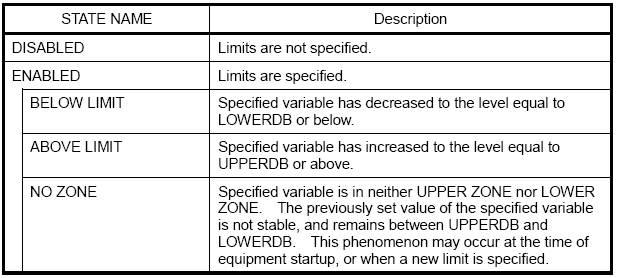 STATE NAME Description
DISABLED Limits are not specified.
ENABLED Limits are specified.
BELOW LIMIT Specified variable has decreased to the level equal to
LOWERDB or below.
ABOVE LIMIT Specified variable has increased to the level equal to
UPPERDB or above.
NO ZONE Specified variable is in neither UPPER ZONE nor LOWER
ZONE. The previously set value of the specified variable
is not stable, and remains between UPPERDB and
LOWERDB. This phenomenon may occur at the time of
equipment startup, or when a new limit is specified.